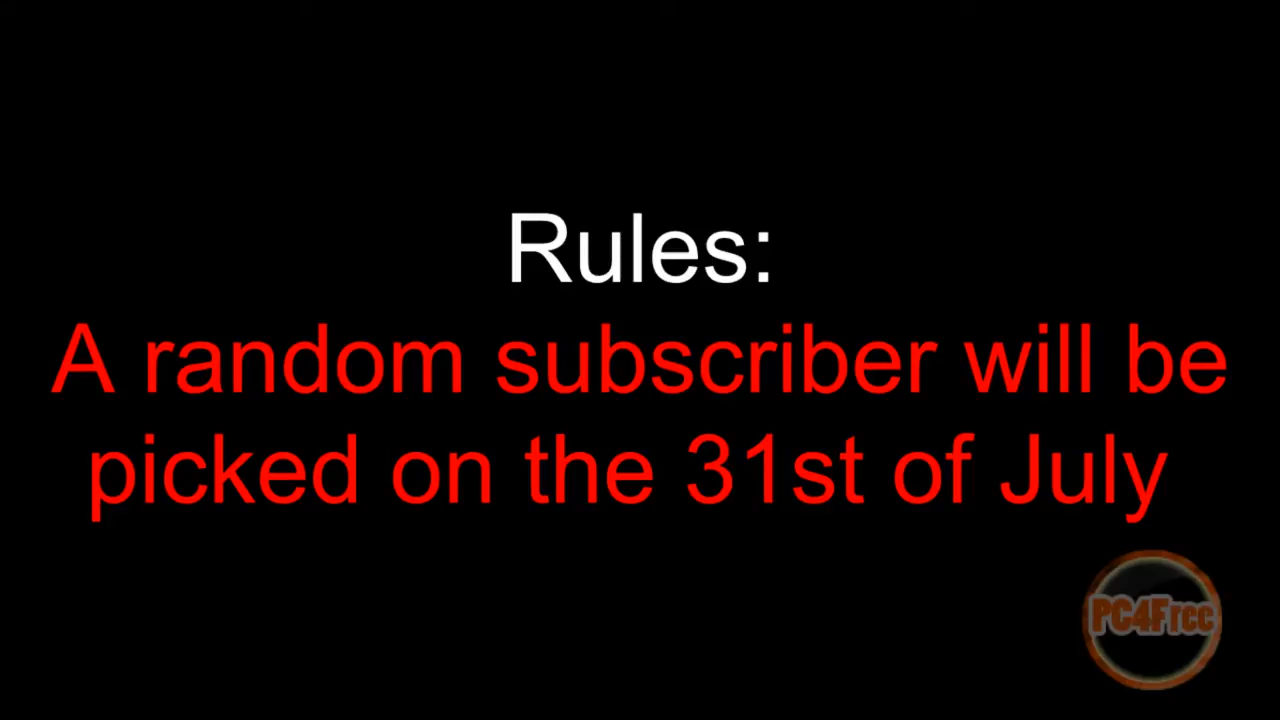 Rules:
A random subscriber will be
picked on the 31st of July
PC4Free